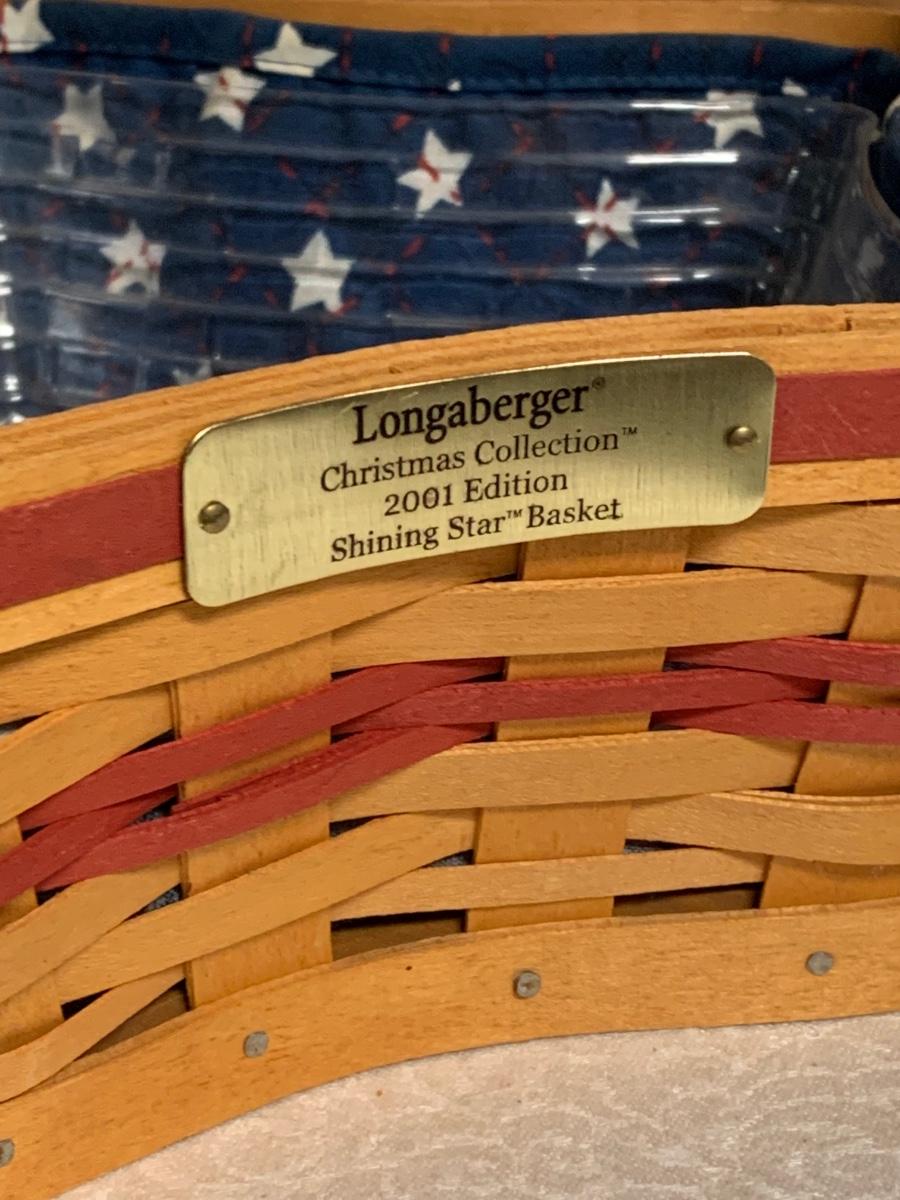 Longaberger®
Christmas Collection™
2001 Edition
Shining Star™ Basket